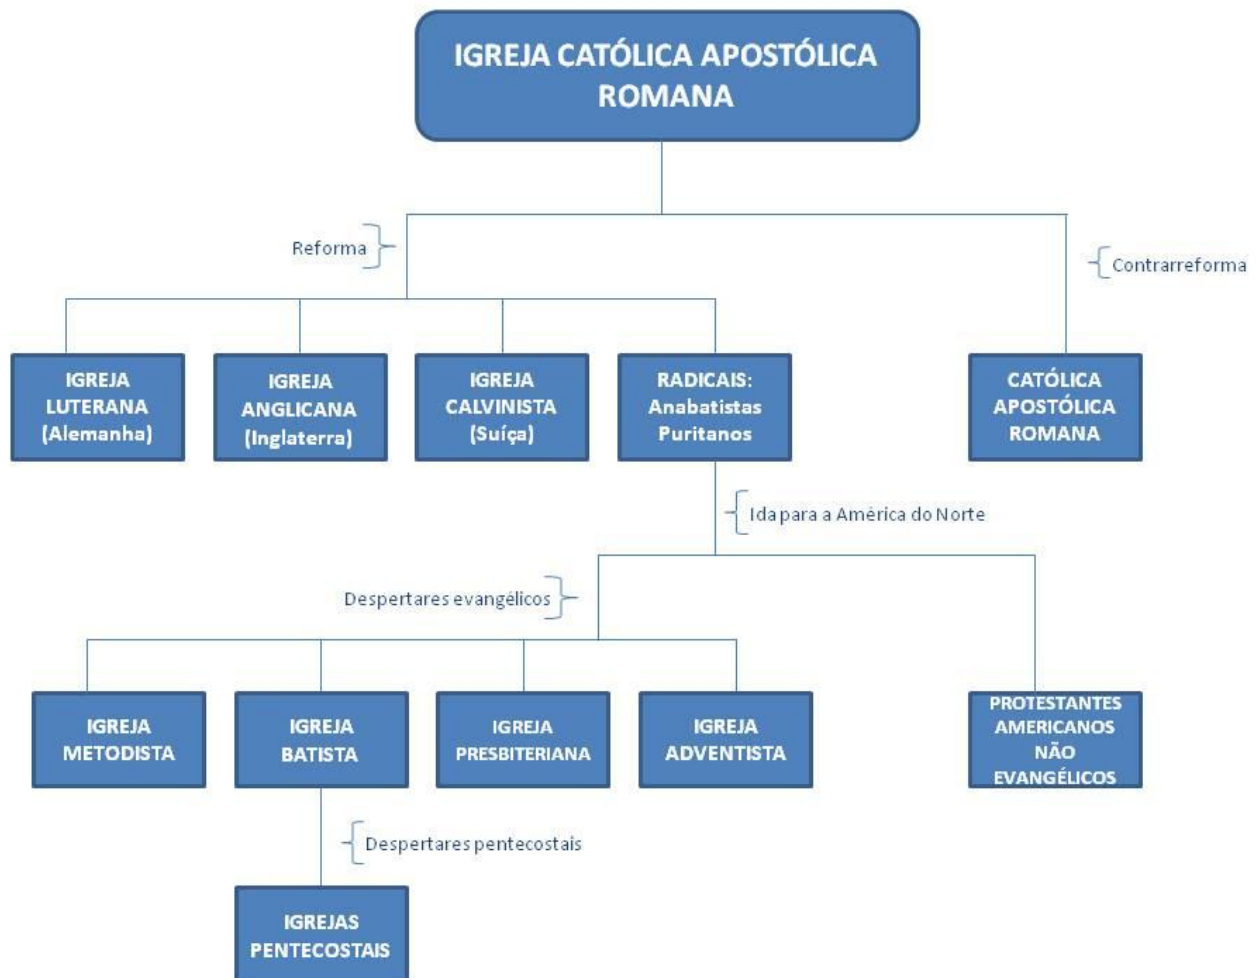 IGREJA CATÓLICA APOSTÓLICA
ROMANA
Reforma
Contrarreforma
IGREJA
LUTERANA
(Alemanha)
IGREJA
ANGLICANA
(Inglaterra)
IGREJA
CALVINISTA
(Suíça)
RADICAIS:
Anabatistas
Puritanos
CATÓLICA
APOSTÓLICA
ROMANA
Ida para a América do Norte
Despertares evangélicos
IGREJA
METODISTA
IGREJA
BATISTA
IGREJA
PRESBITERIANA
IGREJA
ADVENTISTA
PROTESTANTES
AMERICANOS
NÃO
EVANGÉLICOS
Despertares pentecostais
IGREJAS
PENTECOSTAIS